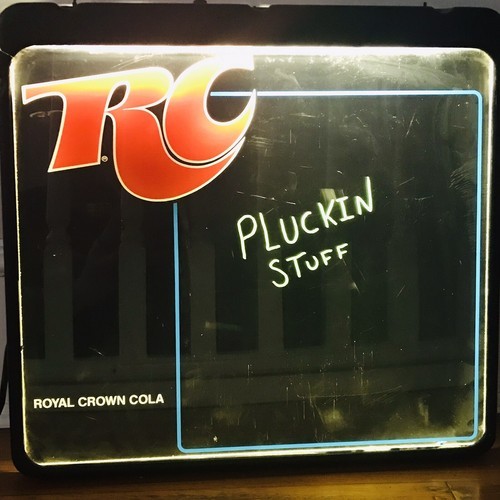 RC®
PLUCKIN
STUFF
ROYAL CROWN COLA